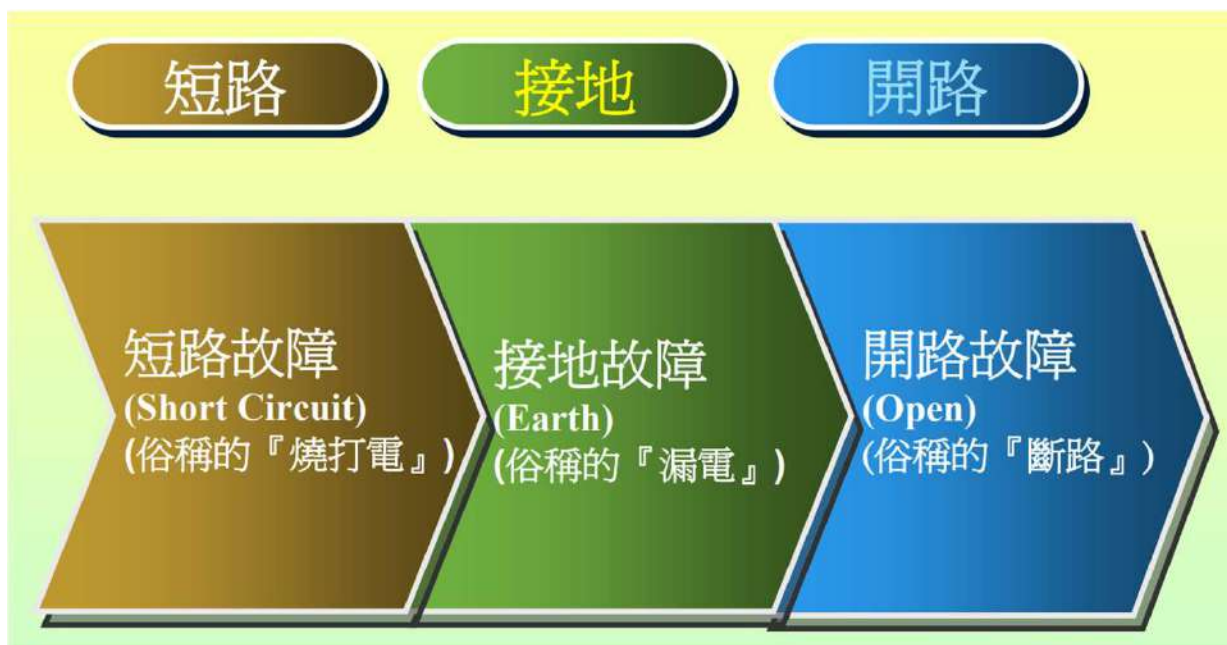 短路
接地
開路
短路故障
(Short Circuit)
(俗稱的『燒打電』)
接地故障
(Earth)
(俗稱的『漏電』)
開路故障
(Open)
(俗稱的『斷路』)